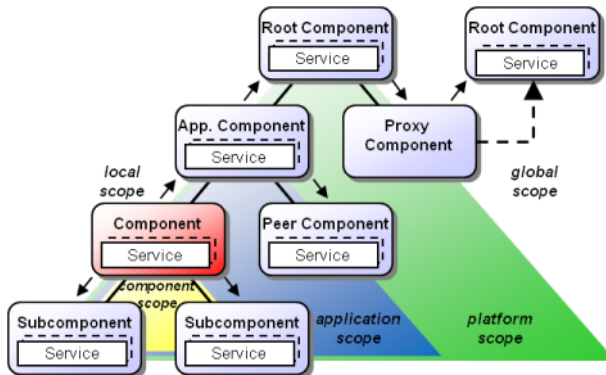 Root Component
Service
Root Component
Service
App. Component
Service
Proxy
Component
local
scope
global
scope
Component
Service
Peer Component
Service
component
scope
Subcomponent
Service
Subcomponent
Service
application
scope
platform
scope